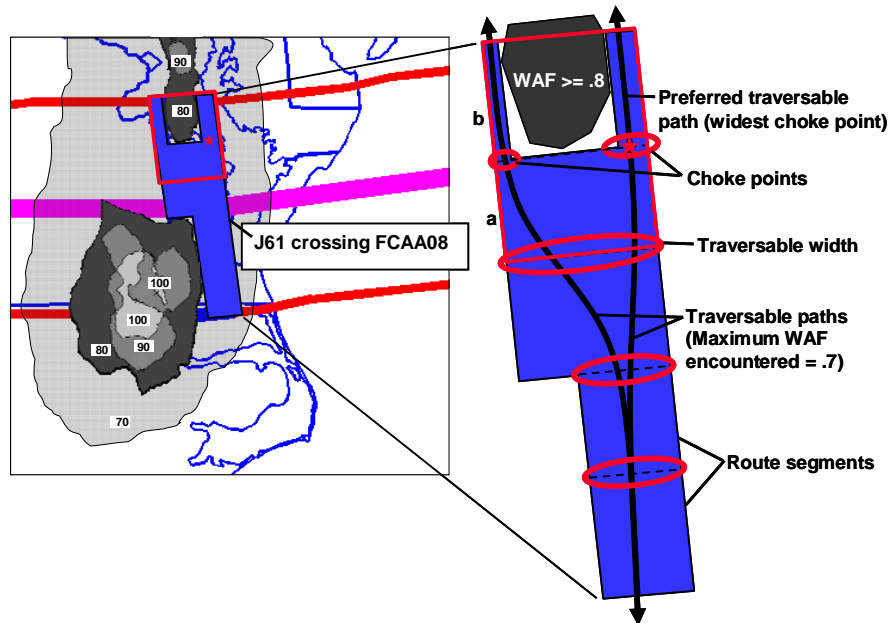 90
80
J61 crossing FCAA08
100
100
80
90
70
WAF >= .8
b
a
Preferred traversable
path (widest choke point)
Choke points
Traversable width
Traversable paths
(Maximum WAF
encountered = .7)
Route segments